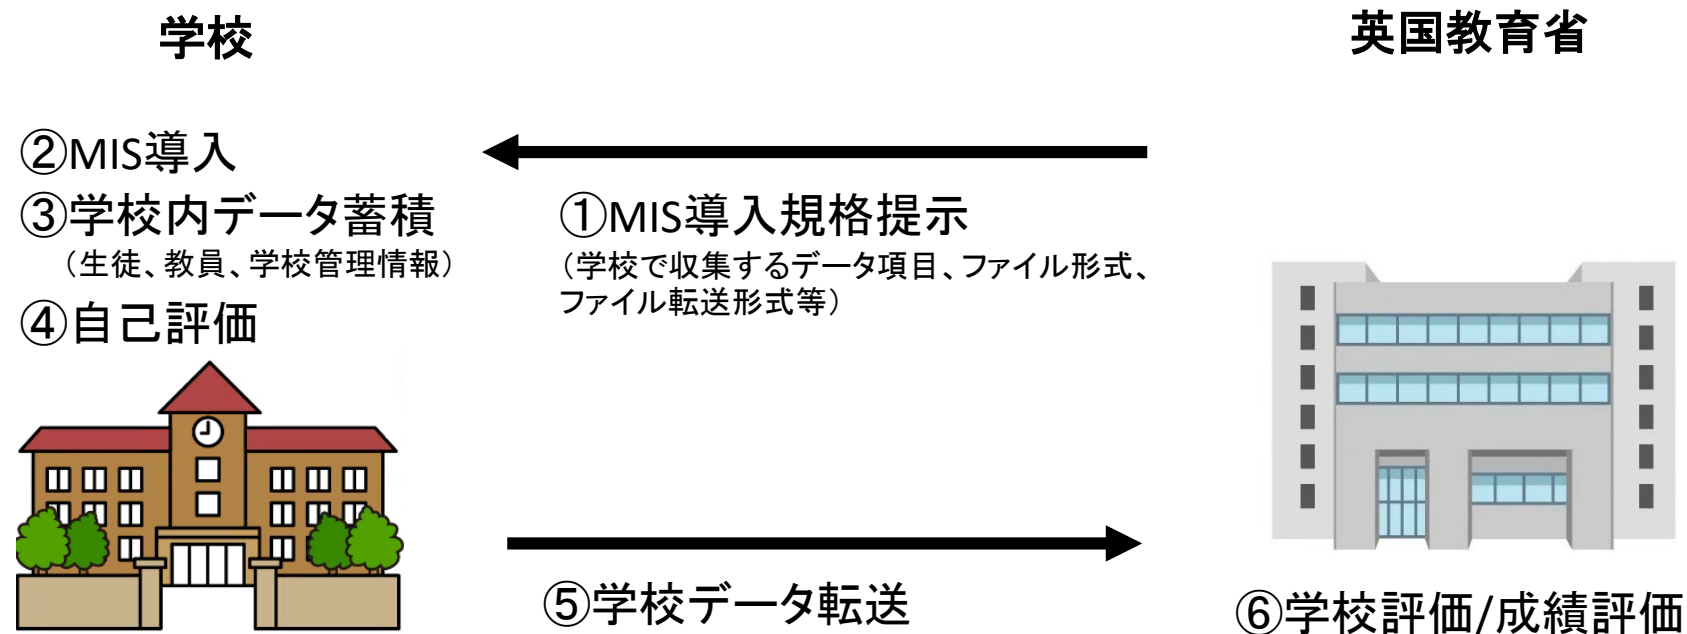 学校
英国教育省
②MIS導入
③学校内データ蓄積
（生徒、教員、学校管理情報）
④自己評価
①MIS導入規格提示
（学校で収集するデータ項目、ファイル形式、
ファイル転送形式等）
⑤学校データ転送
⑥学校評価/成績評価